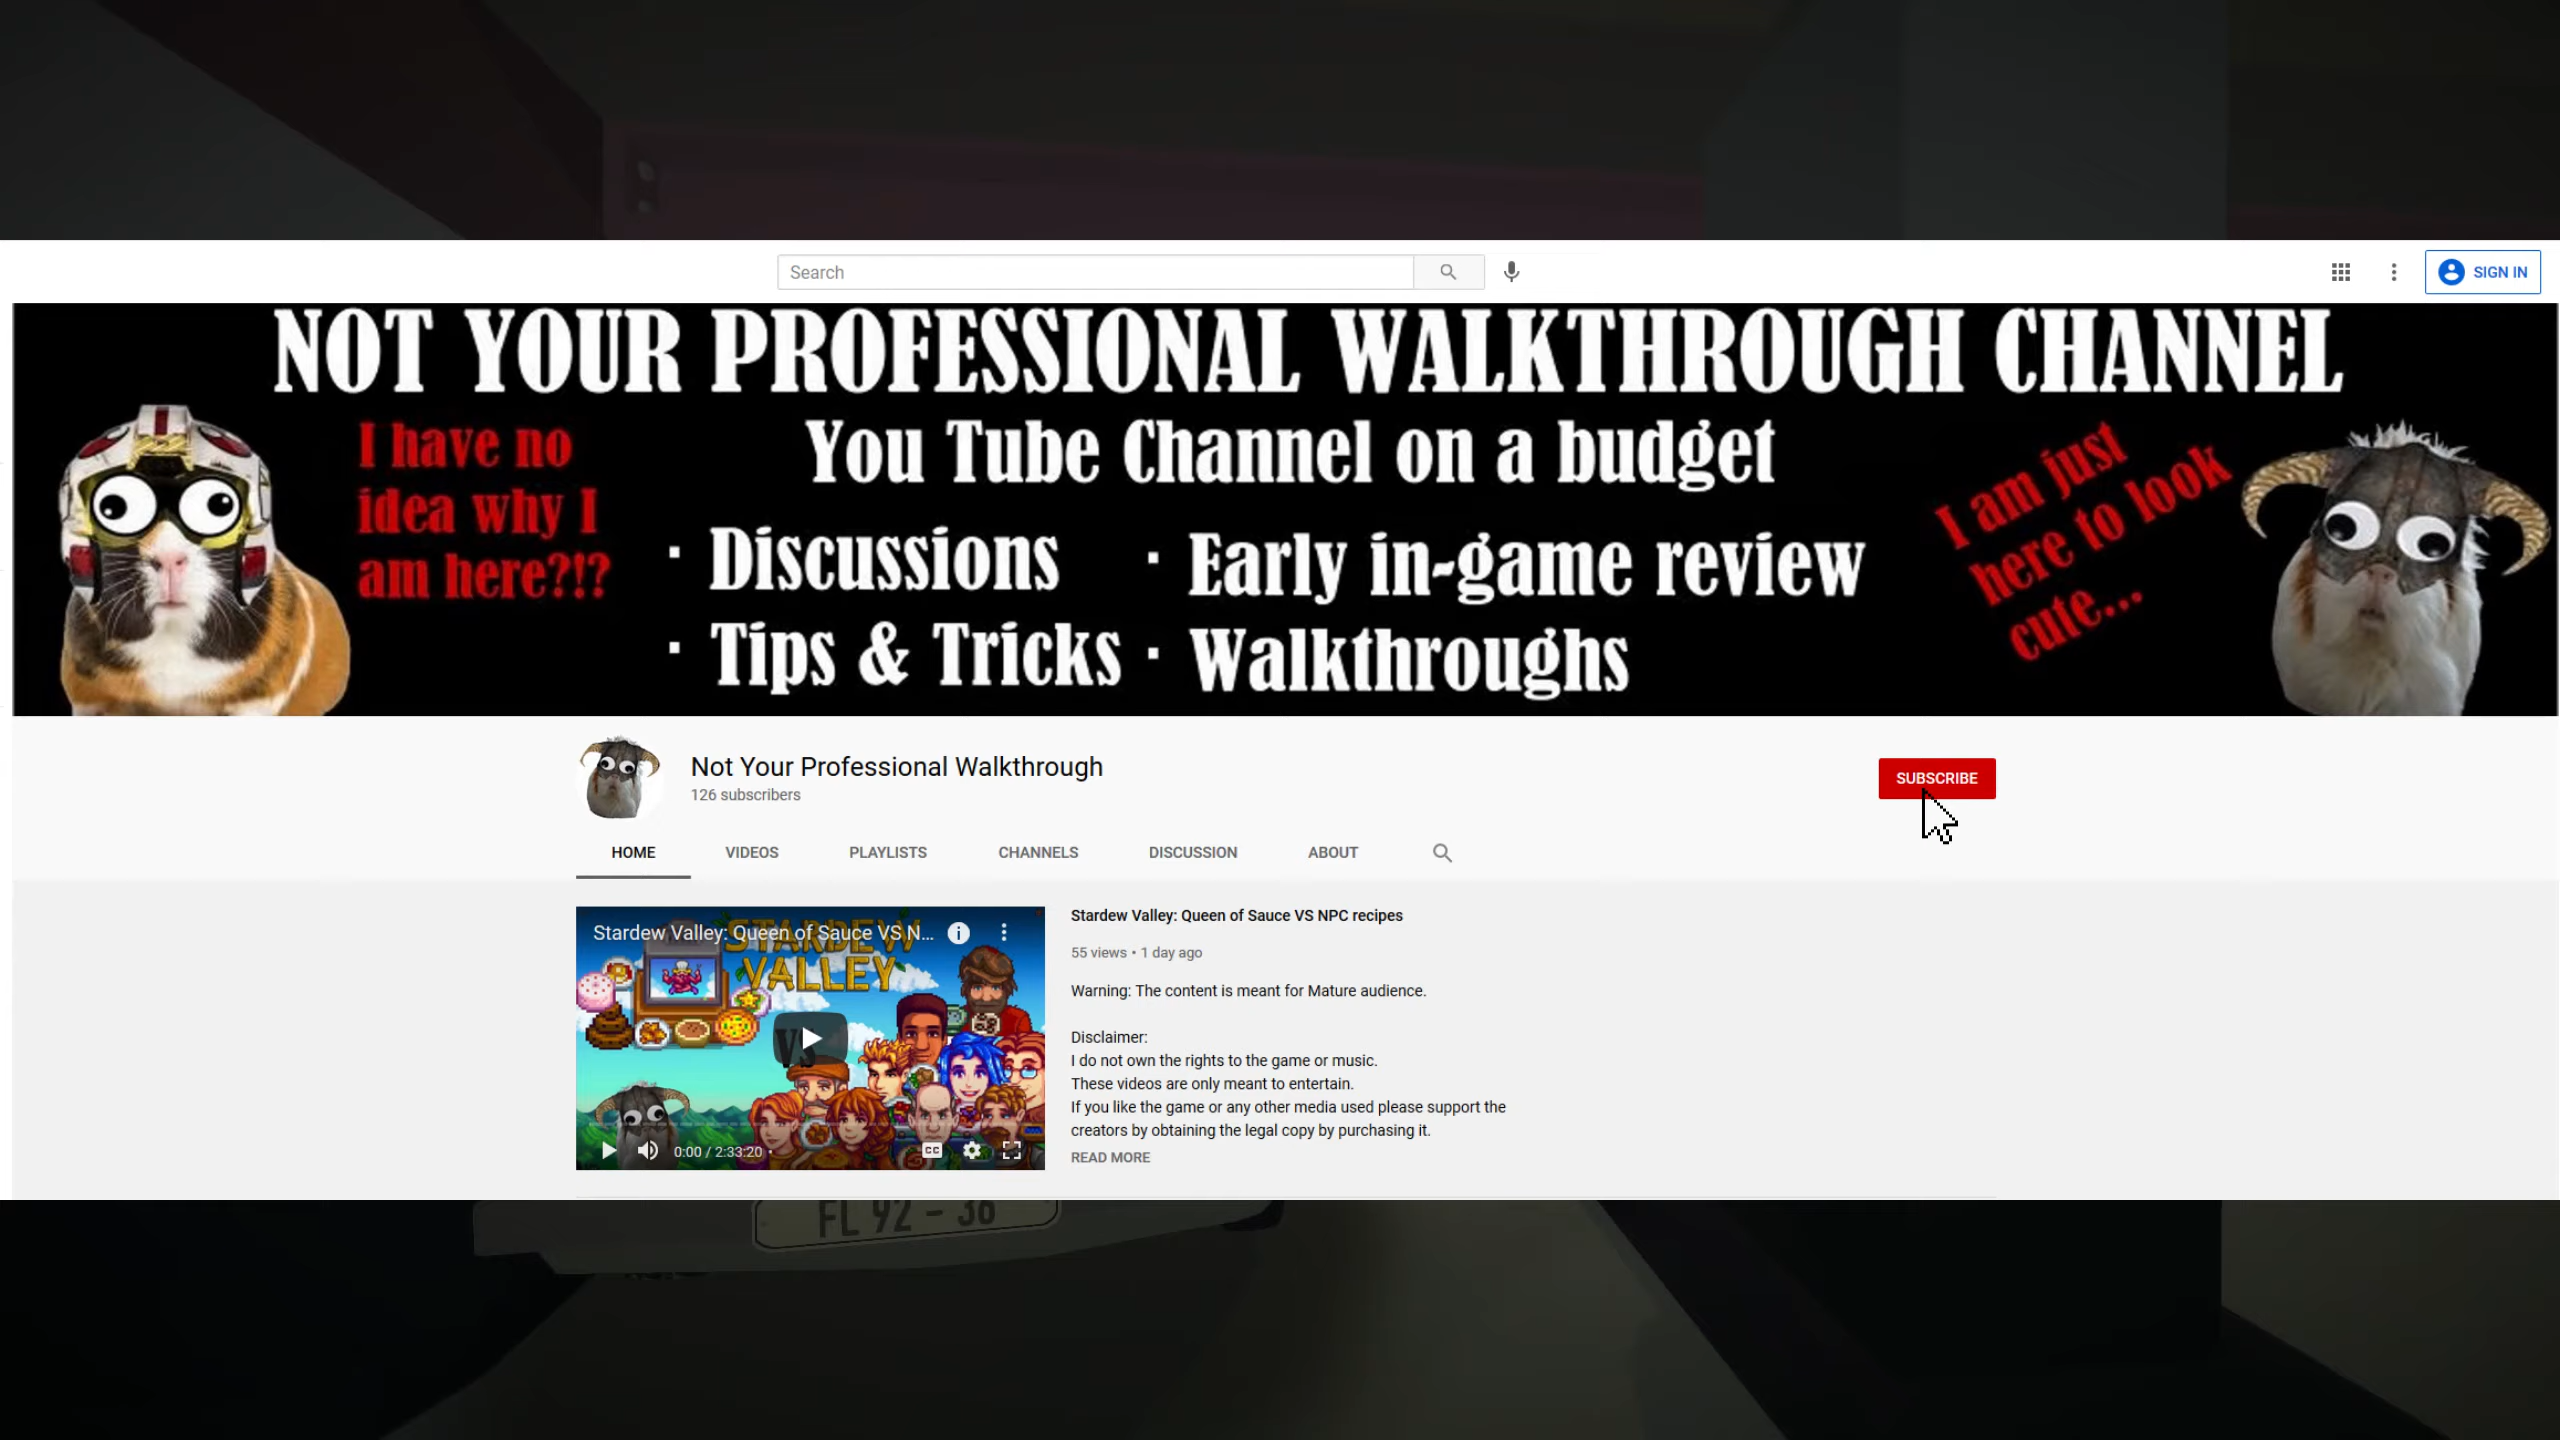 Search
SIGN IN
NOT YOUR PROFESSIONAL WALKTHROUGH CHANNEL
You Tube Channel on a budget
I have no
idea why I
am here?!?
· Discussions
· Early in-game review
· Tips & Tricks
· Walkthroughs
I am just
here to look
cute...
Not Your Professional Walkthrough
126 subscribers
SUBSCRIBE
HOME
VIDEOS
PLAYLISTS
CHANNELS
DISCUSSION
ABOUT
Stardew Valley: Queen of Sauce VS N...
STARDEW
VALLEY
VS
CC
0:00 / 2:33:20
Stardew Valley: Queen of Sauce VS NPC recipes
55 views • 1 day ago
Warning: The content is meant for Mature audience.
Disclaimer:
I do not own the rights to the game or music.
These videos are only meant to entertain.
If you like the game or any other media used please support the
creators by obtaining the legal copy by purchasing it.
READ MORE
FL 92 - 36